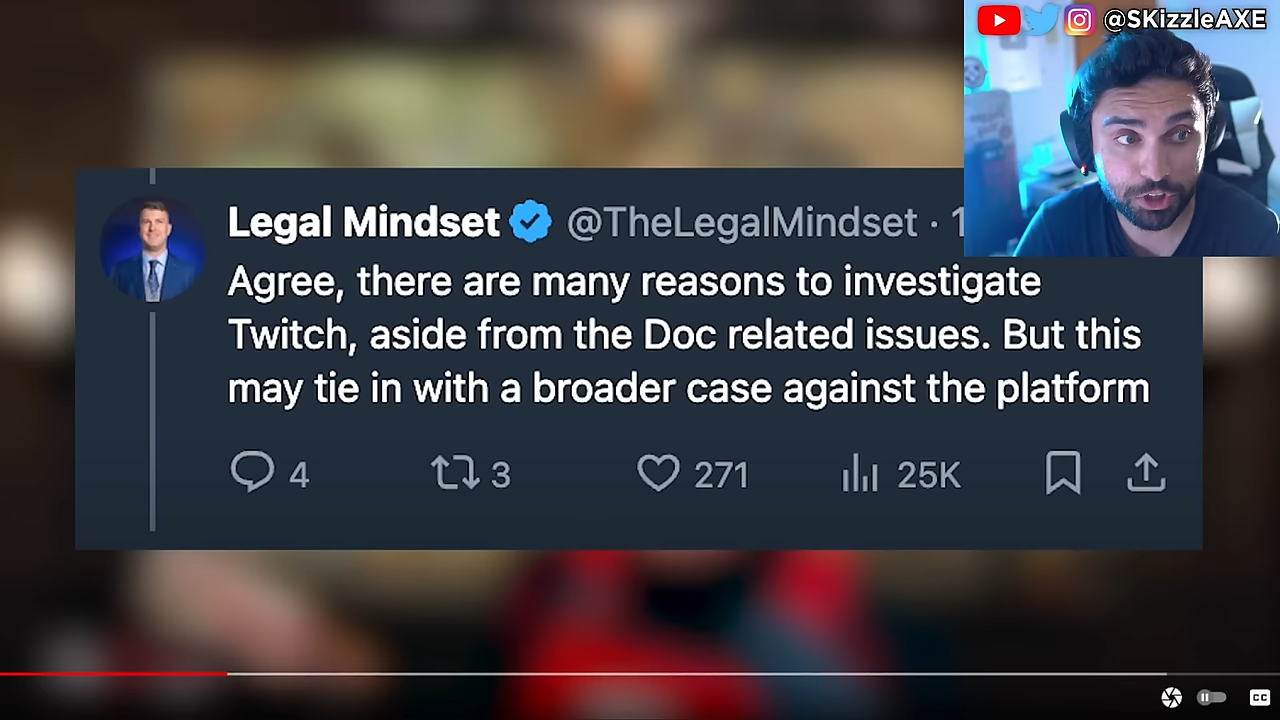 @SKizzleAXE
Legal Mindset @TheLegalMindset · 1
Agree, there are many reasons to investigate
Twitch, aside from the Doc related issues. But this
may tie in with a broader case against the platform
4 3 271 25K
CC